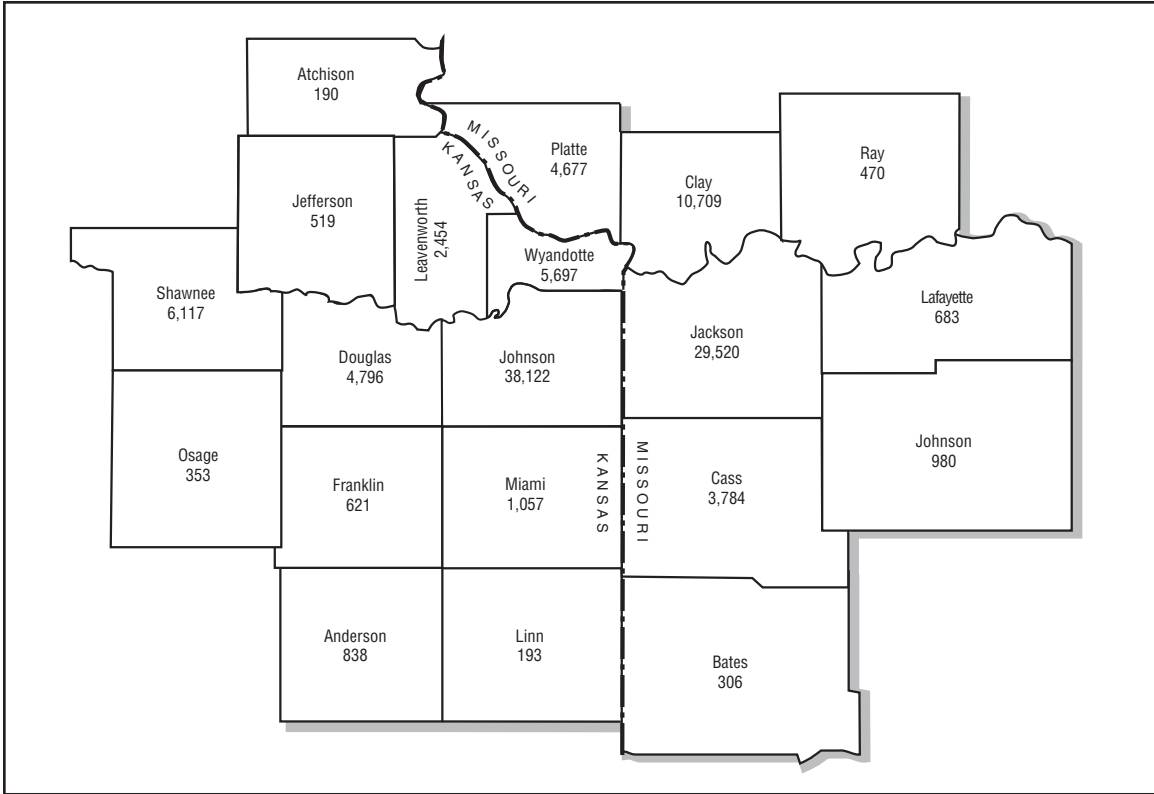 Atchison
190
MISSOURI
KANSAS
Platte
4,677
Clay
10,709
Ray
470
Jefferson
519
Leavenworth
2,454
Wyandotte
5,697
Shawnee
6,117
Douglas
4,796
Johnson
38,122
Jackson
29,520
Lafayette
683
Osage
353
Franklin
621
Miami
1,057
KANSAS
MISSOURI
Cass
3,784
Johnson
980
Anderson
838
Linn
193
Bates
306